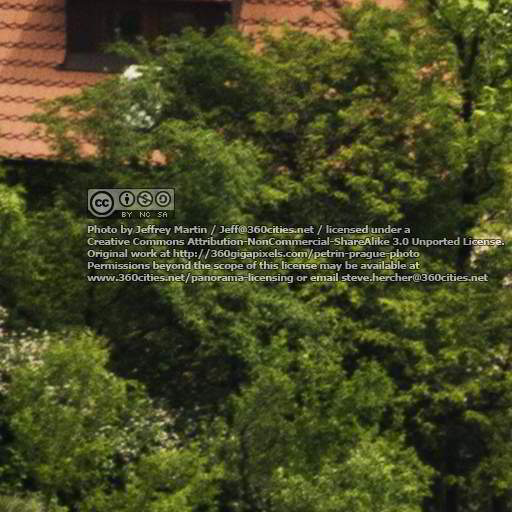 cc BY NC SA
Photo by Jeffrey Martin / Jeff@360cities.net / licensed under a
Creative Commons Attribution-NonCommercial-ShareAlike 3.0 Unported License.
Original work at http://360gigapixels.com/petrin-prague-photo
Permissions beyond the scope of this license may be available at
www.360cities.net/panorama-licensing or email steve.hercher@360cities.net